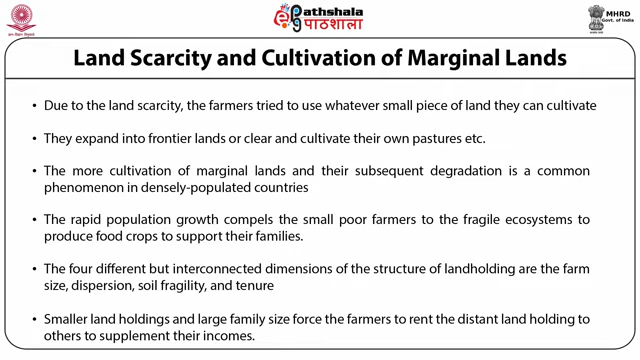 Pathshala
पाठशाला
MHRD
Govt. of India
Land Scarcity and Cultivation of Marginal Lands
• Due to the land scarcity, the farmers tried to use whatever small piece of land they can cultivate
• They expand into frontier lands or clear and cultivate their own pastures etc.
• The more cultivation of marginal lands and their subsequent degradation is a common
phenomenon in densely-populated countries
• The rapid population growth compels the small poor farmers to the fragile ecosystems to
produce food crops to support their families.
• The four different but interconnected dimensions of the structure of landholding are the farm
size, dispersion, soil fragility, and tenure
• Smaller land holdings and large family size force the farmers to rent the distant land holding to
others to supplement their incomes.